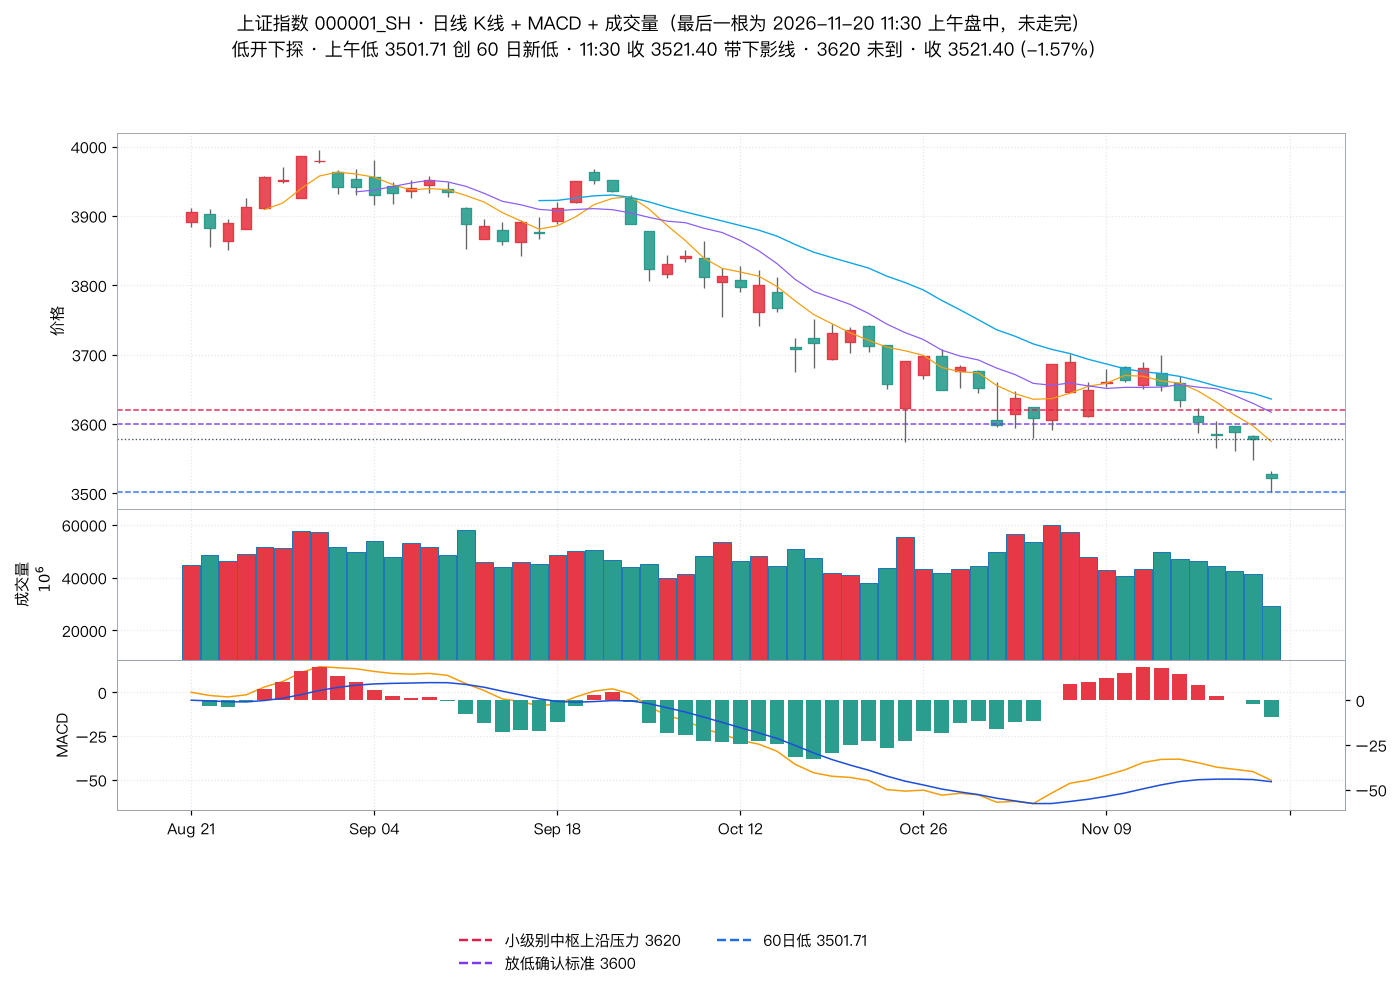 上证指数 000001_SH · 日线 K线 + MACD + 成交量（最后一根为 2026−11−20 11:30 上午盘中，未走完）
低开下探 · 上午低 3501.71 创 60 日新低 · 11:30 收 3521.40 带下影线 · 3620 未到 · 收 3521.40 (−1.57%)
4000
3900
3800
3700
3600
3500
价格
60000
40000
20000
成交量
10⁶
0
−25
−50
MACD
0
−25
−50
Aug 21
Sep 04
Sep 18
Oct 12
Oct 26
Nov 09
小级别中枢上沿压力 3620
60日低 3501.71
放低确认标准 3600